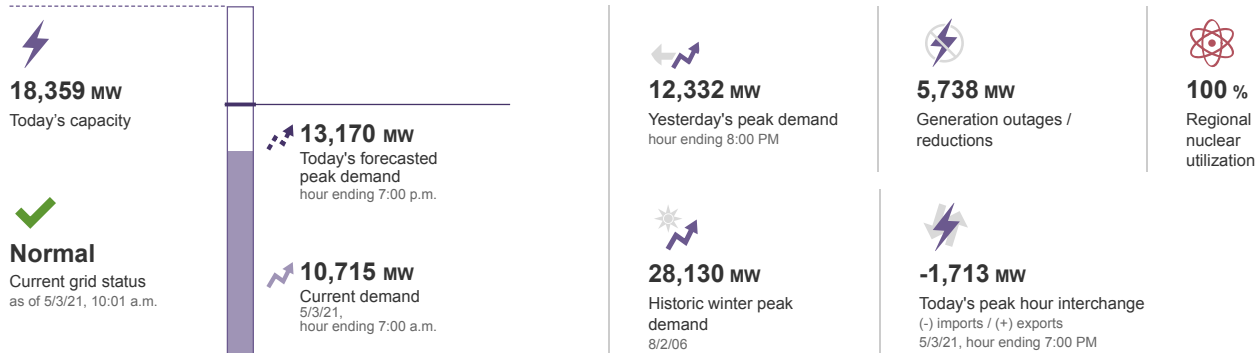 18,359 MW
Today's capacity
Normal
Current grid status
as of 5/3/21, 10:01 a.m.
13,170 MW
Today's forecasted
peak demand
hour ending 7:00 p.m.
10,715 MW
Current demand
5/3/21,
hour ending 7:00 a.m.
12,332 MW
Yesterday's peak demand
hour ending 8:00 PM
5,738 MW
Generation outages /
reductions
100 %
Regional
nuclear
utilization
28,130 MW
Historic winter peak
demand
8/2/06
-1,713 MW
Today's peak hour interchange
(-) imports / (+) exports
5/3/21, hour ending 7:00 PM